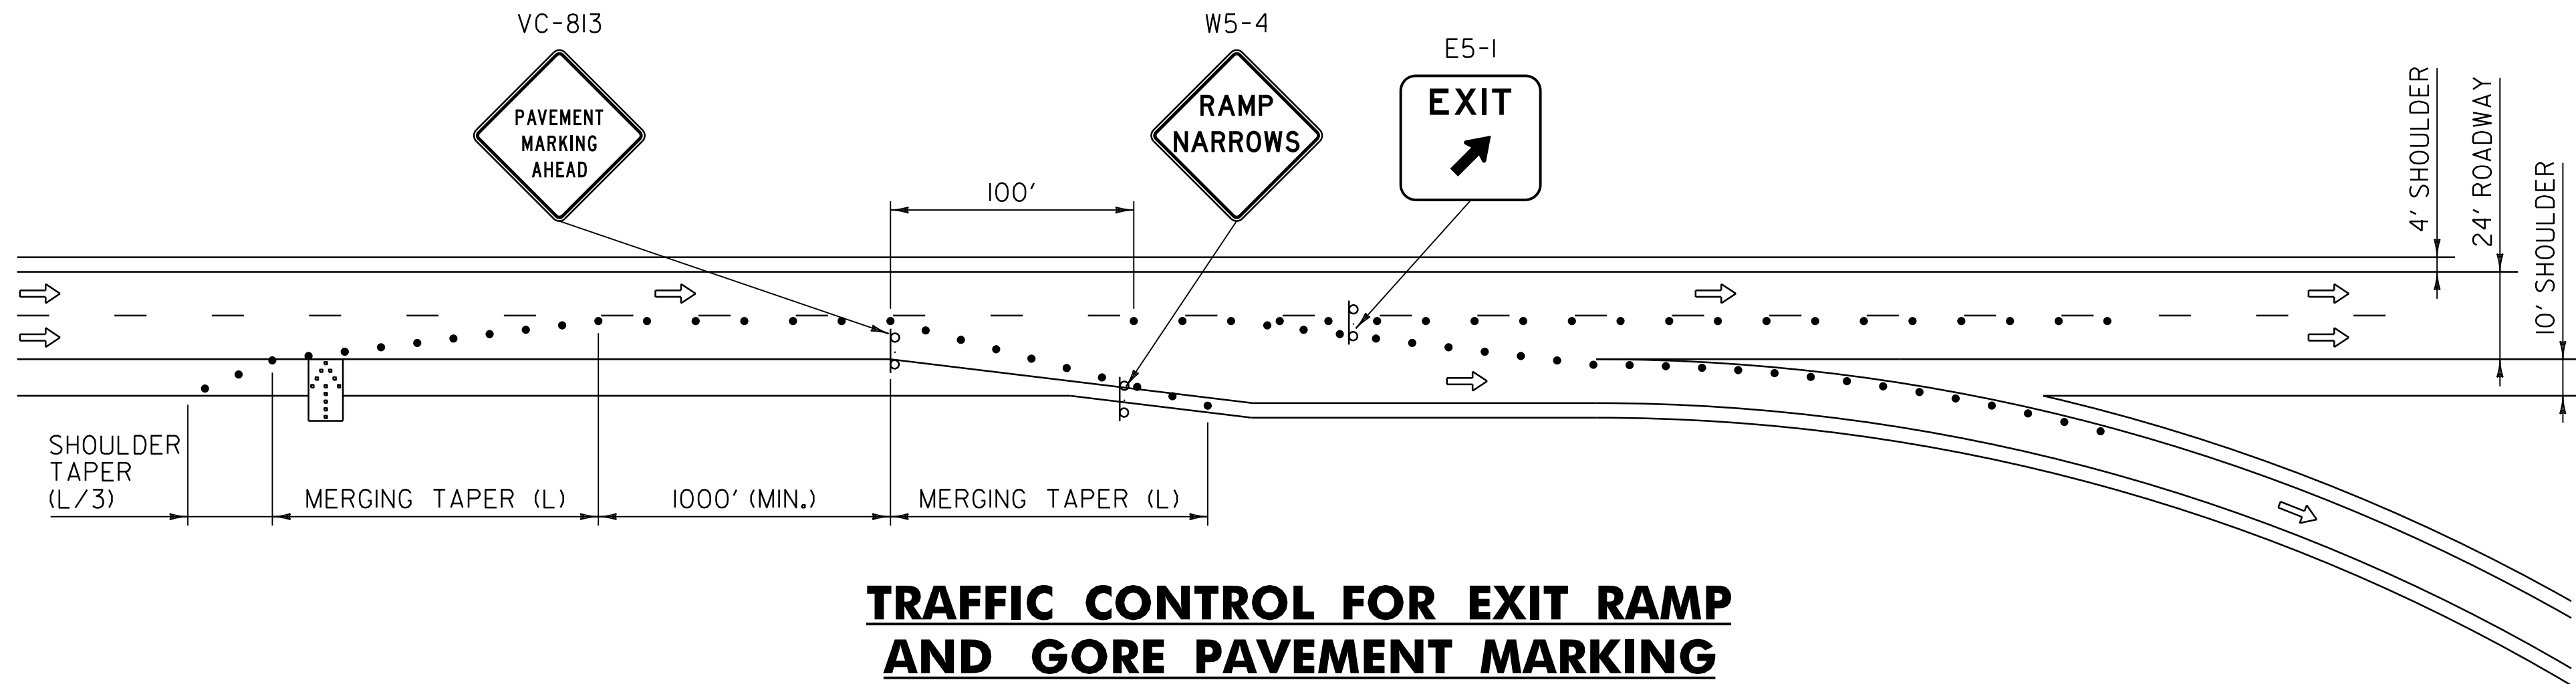 VC-813
PAVEMENT
MARKING
AHEAD
W5-4
RAMP
NARROWS
E5-1
EXIT
100'
4' SHOULDER
24' ROADWAY
10' SHOULDER
SHOULDER
TAPER
(L/3)
MERGING TAPER (L)
1000' (MIN.)
MERGING TAPER (L)
TRAFFIC CONTROL FOR EXIT RAMP
AND GORE PAVEMENT MARKING